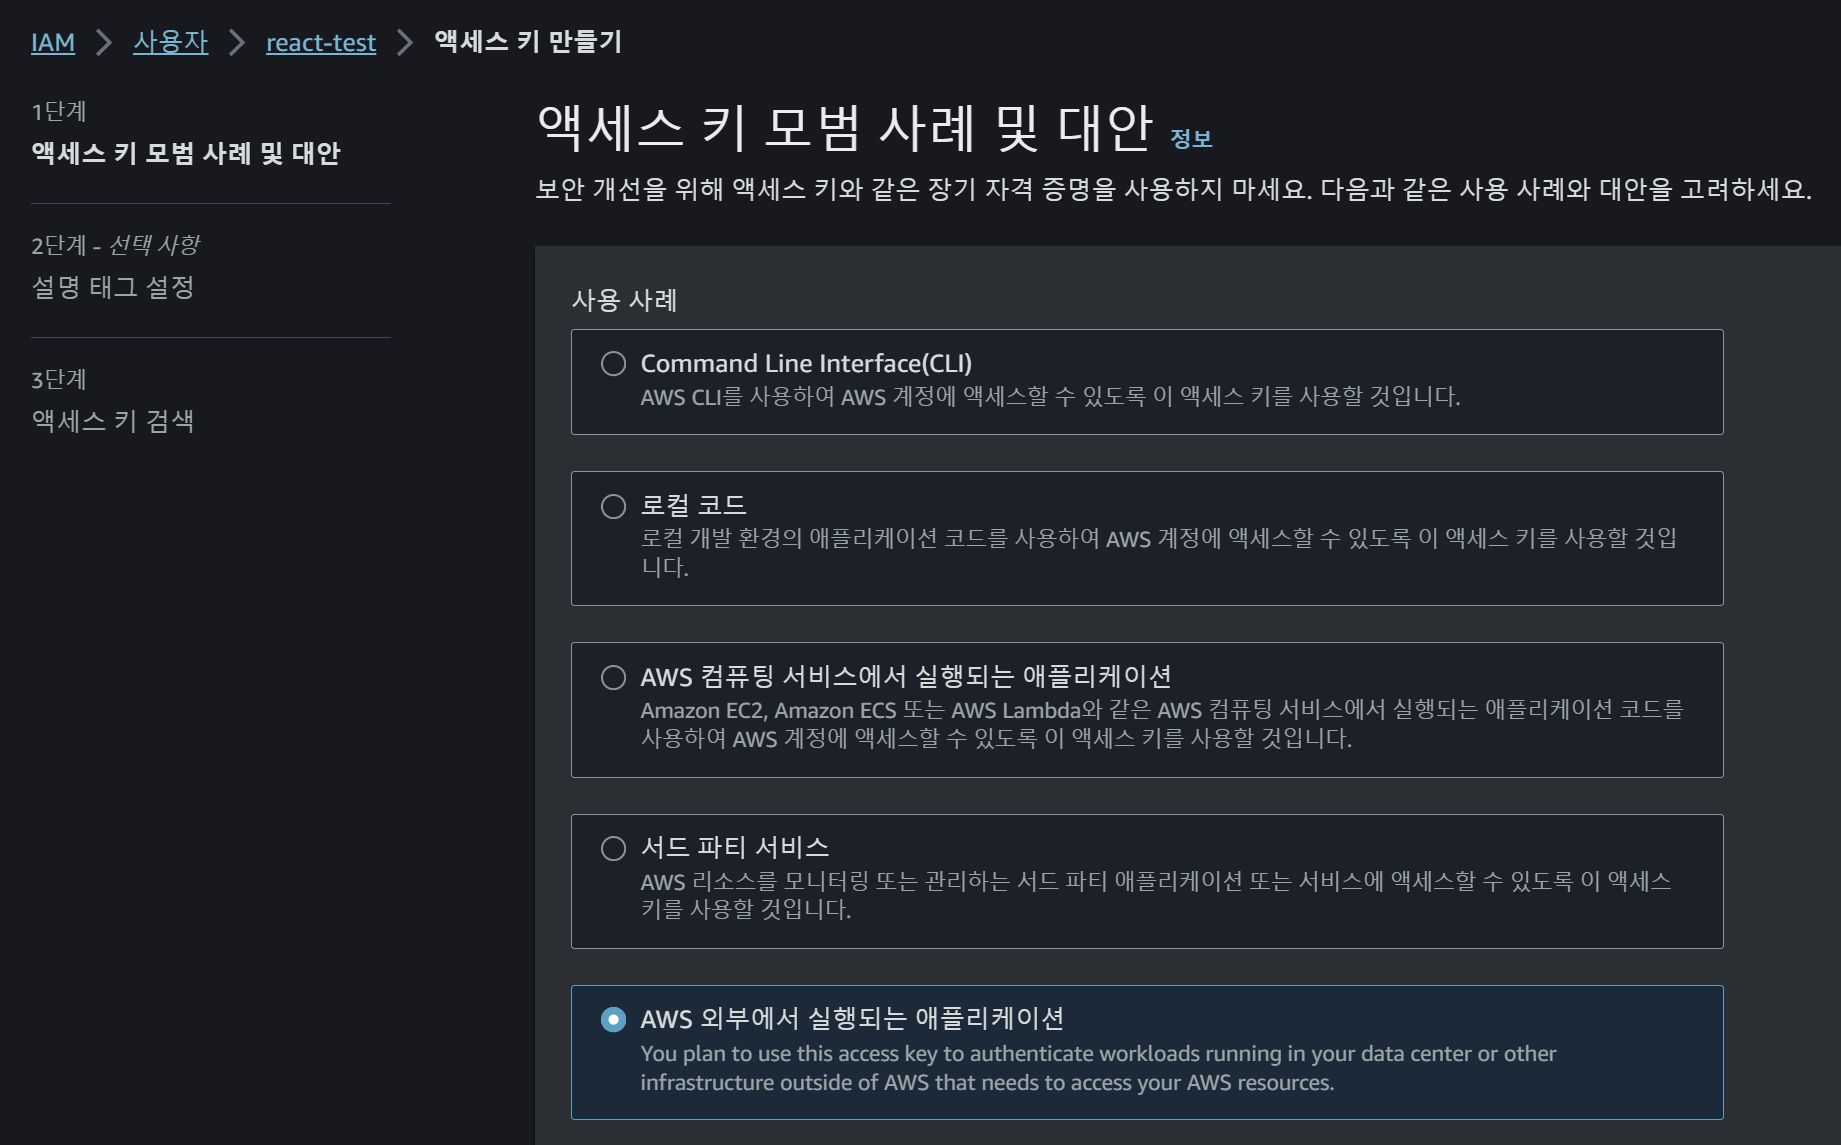 IAM > 사용자 > react-test > 액세스 키 만들기
1단계
액세스 키 모범 사례 및 대안
2단계 - 선택 사항
설명 태그 설정
3단계
액세스 키 검색
액세스 키 모범 사례 및 대안 정보
보안 개선을 위해 액세스 키와 같은 장기 자격 증명을 사용하지 마세요. 다음과 같은 사용 사례와 대안을 고려하세요.
사용 사례
Command Line Interface(CLI)
AWS CLI를 사용하여 AWS 계정에 액세스할 수 있도록 이 액세스 키를 사용할 것입니다.
로컬 코드
로컬 개발 환경의 애플리케이션 코드를 사용하여 AWS 계정에 액세스할 수 있도록 이 액세스 키를 사용할 것입
니다.
AWS 컴퓨팅 서비스에서 실행되는 애플리케이션
Amazon EC2, Amazon ECS 또는 AWS Lambda와 같은 AWS 컴퓨팅 서비스에서 실행되는 애플리케이션 코드를
사용하여 AWS 계정에 액세스할 수 있도록 이 액세스 키를 사용할 것입니다.
서드 파티 서비스
AWS 리소스를 모니터링 또는 관리하는 서드 파티 애플리케이션 또는 서비스에 액세스할 수 있도록 이 액세스
키를 사용할 것입니다.
AWS 외부에서 실행되는 애플리케이션
You plan to use this access key to authenticate workloads running in your data center or other
infrastructure outside of AWS that needs to access your AWS resources.